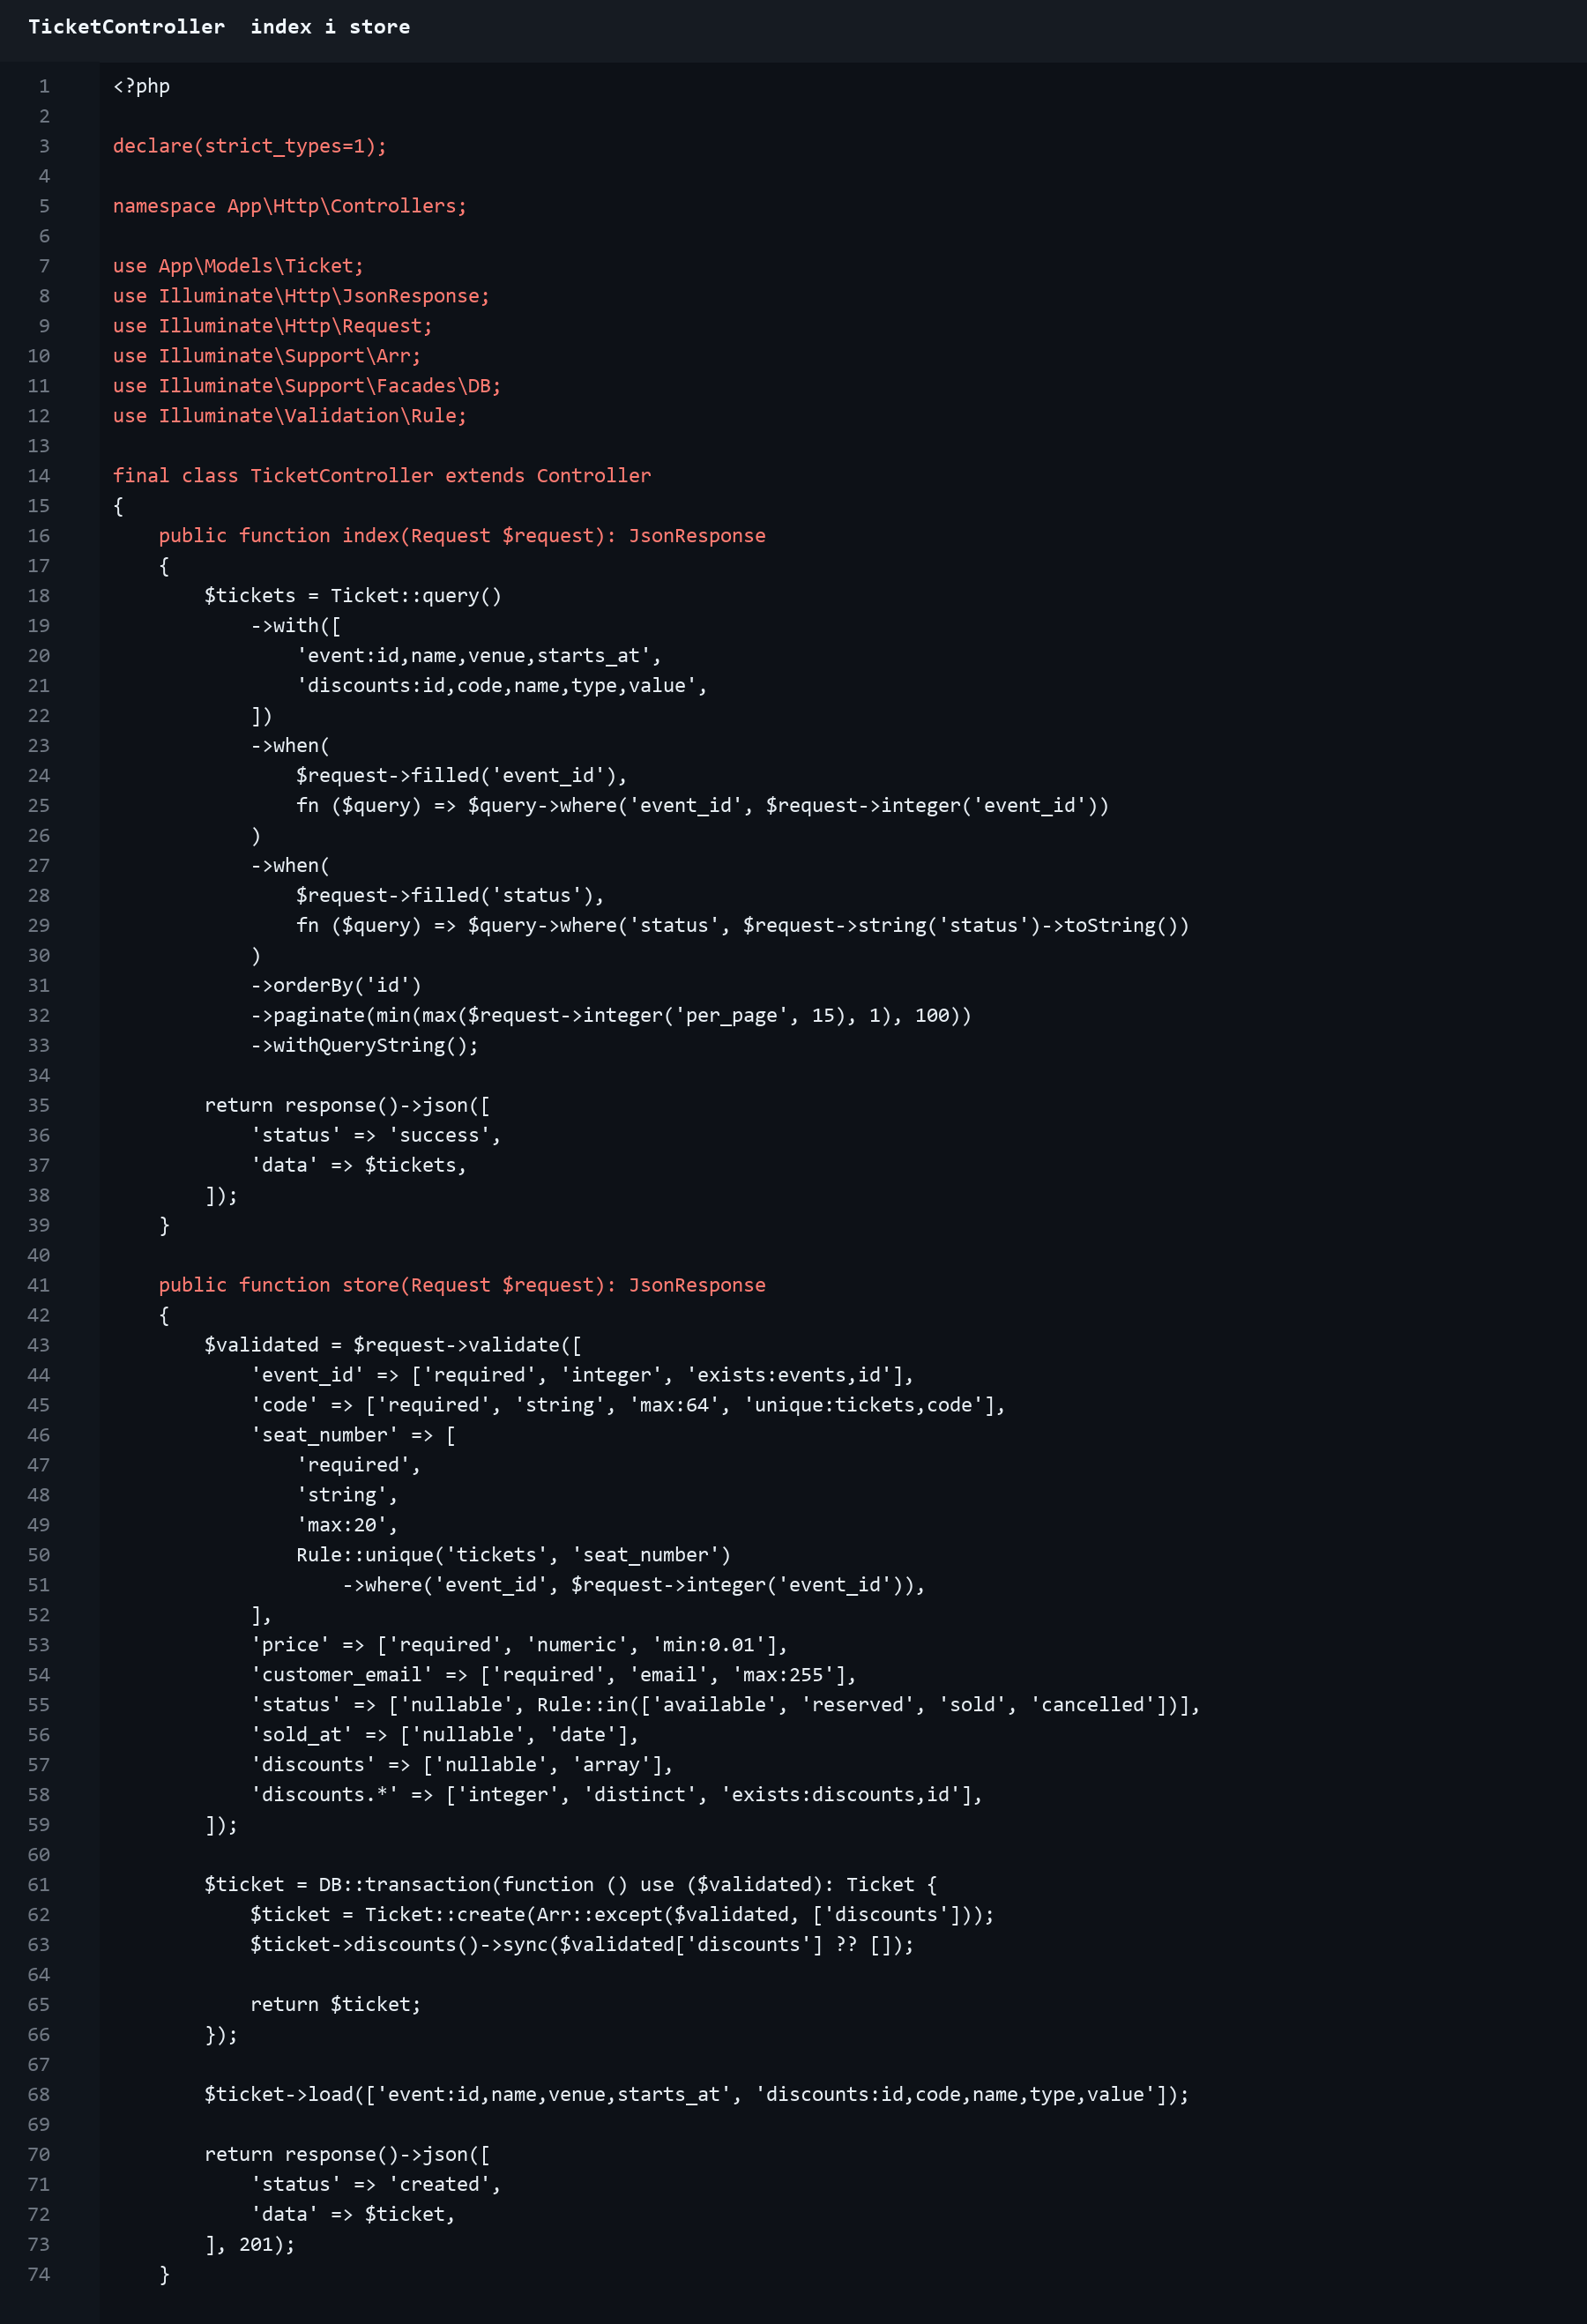 TicketController  index i store
1 <?php
2
3 declare(strict_types=1);
4
5 namespace App\Http\Controllers;
6
7 use App\Models\Ticket;
8 use Illuminate\Http\JsonResponse;
9 use Illuminate\Http\Request;
10 use Illuminate\Support\Arr;
11 use Illuminate\Support\Facades\DB;
12 use Illuminate\Validation\Rule;
13
14 final class TicketController extends Controller
15 {
16     public function index(Request $request): JsonResponse
17     {
18         $tickets = Ticket::query()
19             ->with([
20                 'event:id,name,venue,starts_at',
21                 'discounts:id,code,name,type,value',
22             ])
23             ->when(
24                 $request->filled('event_id'),
25                 fn ($query) => $query->where('event_id', $request->integer('event_id'))
26             )
27             ->when(
28                 $request->filled('status'),
29                 fn ($query) => $query->where('status', $request->string('status')->toString())
30             )
31             ->orderBy('id')
32             ->paginate(min(max($request->integer('per_page', 15), 1), 100))
33             ->withQueryString();
34
35         return response()->json([
36             'status' => 'success',
37             'data' => $tickets,
38         ]);
39     }
40
41     public function store(Request $request): JsonResponse
42     {
43         $validated = $request->validate([
44             'event_id' => ['required', 'integer', 'exists:events,id'],
45             'code' => ['required', 'string', 'max:64', 'unique:tickets,code'],
46             'seat_number' => [
47                 'required',
48                 'string',
49                 'max:20',
50                 Rule::unique('tickets', 'seat_number')
51                     ->where('event_id', $request->integer('event_id')),
52             ],
53             'price' => ['required', 'numeric', 'min:0.01'],
54             'customer_email' => ['required', 'email', 'max:255'],
55             'status' => ['nullable', Rule::in(['available', 'reserved', 'sold', 'cancelled'])],
56             'sold_at' => ['nullable', 'date'],
57             'discounts' => ['nullable', 'array'],
58             'discounts.*' => ['integer', 'distinct', 'exists:discounts,id'],
59         ]);
60
61         $ticket = DB::transaction(function () use ($validated): Ticket {
62             $ticket = Ticket::create(Arr::except($validated, ['discounts']));
63             $ticket->discounts()->sync($validated['discounts'] ?? []);
64
65             return $ticket;
66         });
67
68         $ticket->load(['event:id,name,venue,starts_at', 'discounts:id,code,name,type,value']);
69
70         return response()->json([
71             'status' => 'created',
72             'data' => $ticket,
73         ], 201);
74     }